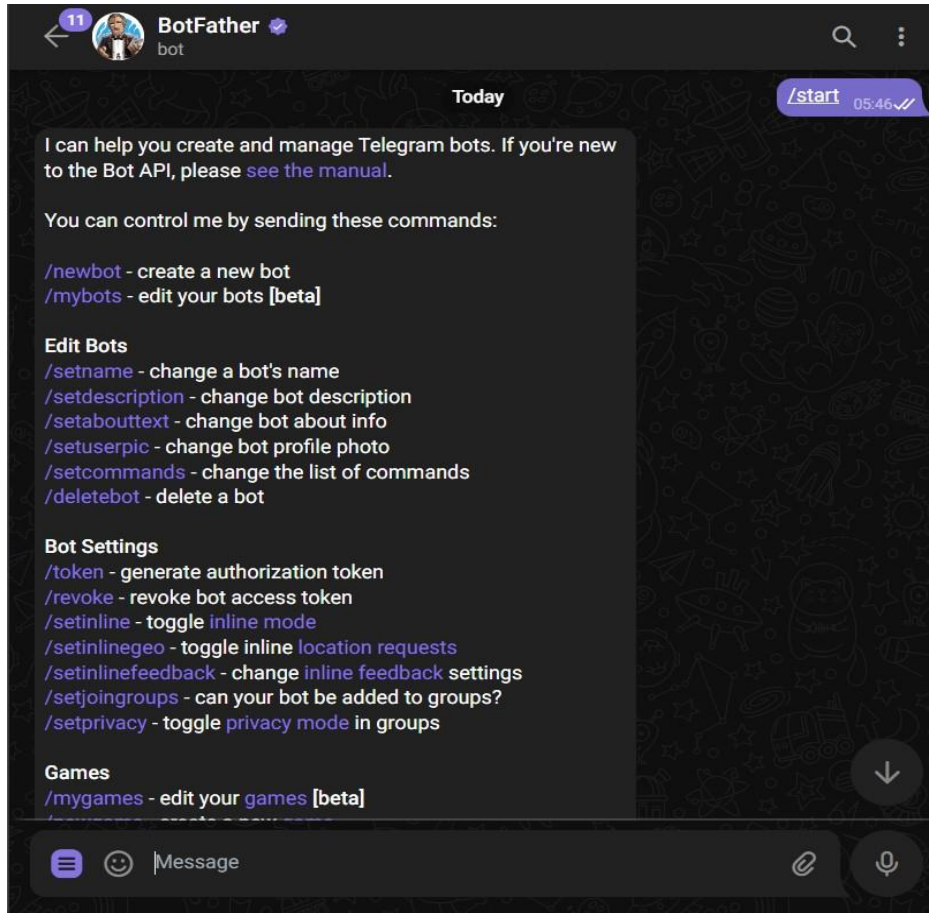 11
BotFather
bot
Today
/start 05:46
I can help you create and manage Telegram bots. If you're new
to the Bot API, please see the manual.
You can control me by sending these commands:
/newbot - create a new bot
/mybots - edit your bots [beta]
Edit Bots
/setname - change a bot's name
/setdescription - change bot description
/setabouttext - change bot about info
/setuserpic - change bot profile photo
/setcommands - change the list of commands
/deletebot - delete a bot
Bot Settings
/token - generate authorization token
/revoke - revoke bot access token
/setinline - toggle inline mode
/setinlinegeo - toggle inline location requests
/setinlinefeedback - change inline feedback settings
/setjoingroups - can your bot be added to groups?
/setprivacy - toggle privacy mode in groups
Games
/mygames - edit your games [beta]
Message